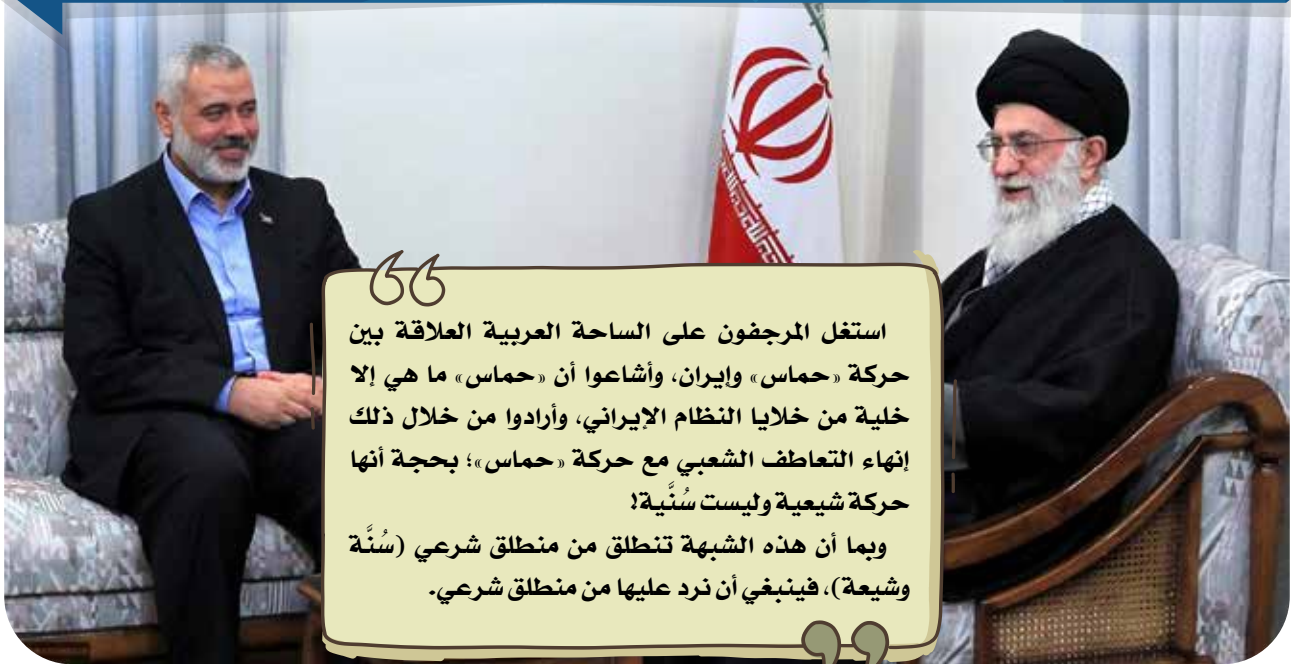 استغل المرجفون على الساحة العربية العلاقة بين
حركة «حماس» وإيران، وأشاعوا أن «حماس» ما هي إلا
خلية من خلايا النظام الإيراني، وأرادوا من خلال ذلك
إنهاء التعاطف الشعبي مع حركة «حماس»؛ بحجة أنها
حركة شيعية وليست سُنَّية!
وبما أن هذه الشبهة تنطلق من منطلق شرعي (سُنَّة
وشيعة)، فينبغي أن نرد عليها من منطلق شرعي.